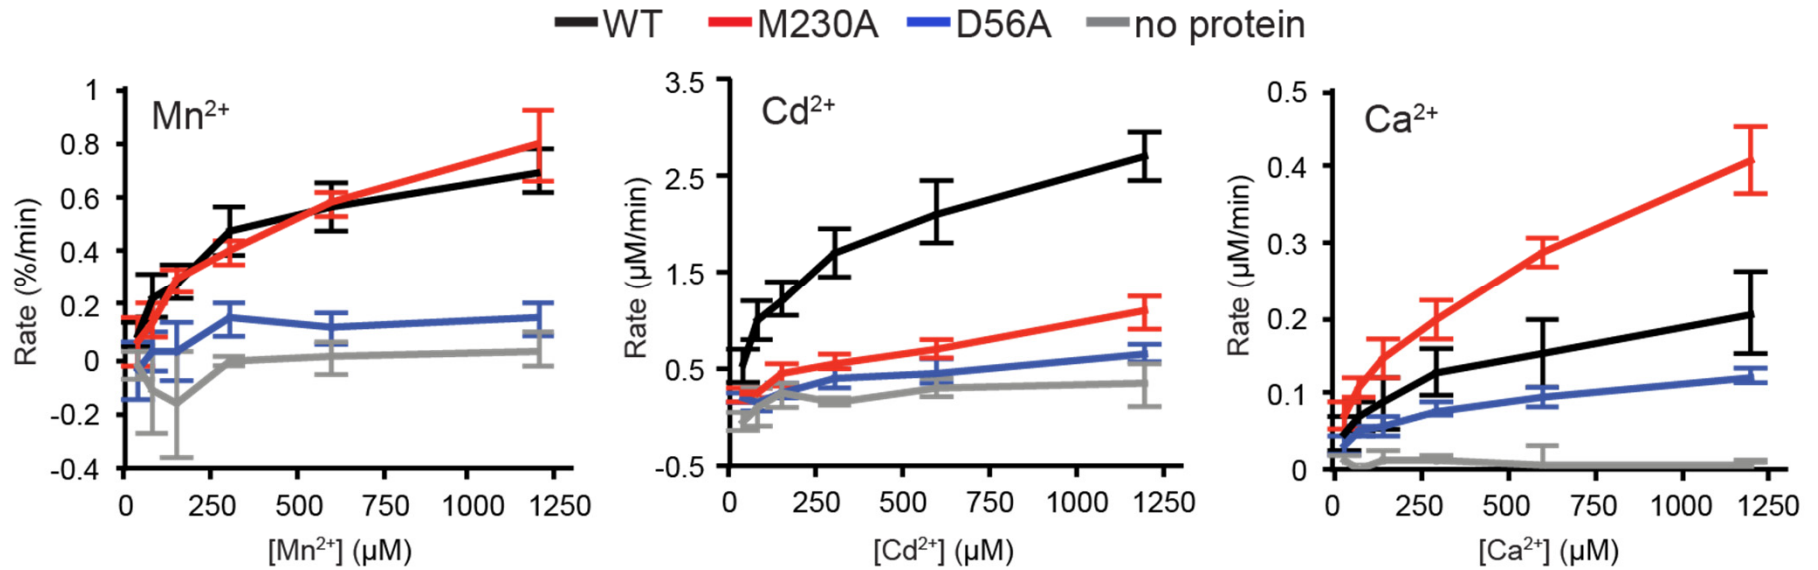 WT M230A D56A no protein
Mn²⁺
Rate (%/min)
1
0.8
0.6
0.4
0.2
0
-0.2
-0.4
0 250 500 750 1000 1250
[Mn²⁺] (µM)
Cd²⁺
Rate (µM/min)
3.5
2.5
1.5
0.5
-0.5
0 250 500 750 1000 1250
[Cd²⁺] (µM)
Ca²⁺
Rate (µM/min)
0.5
0.4
0.3
0.2
0.1
0
0 250 500 750 1000 1250
[Ca²⁺] (µM)